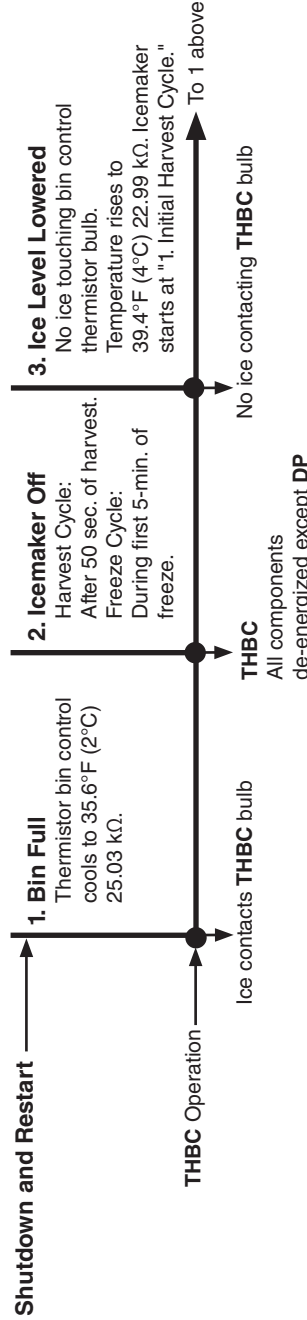 Shutdown and Restart
1. Bin Full
Thermistor bin control
cools to 35.6°F (2°C)
25.03 kΩ.
2. Icemaker Off
Harvest Cycle:
After 50 sec. of harvest.
Freeze Cycle:
During first 5-min. of
freeze.
3. Ice Level Lowered
No ice touching bin control
thermistor bulb.
Temperature rises to
39.4°F (4°C) 22.99 kΩ. Icemaker
starts at "1. Initial Harvest Cycle."
THBC Operation
To 1 above
Ice contacts THBC bulb
THBC
All components
de-energized except DP
No ice contacting THBC bulb